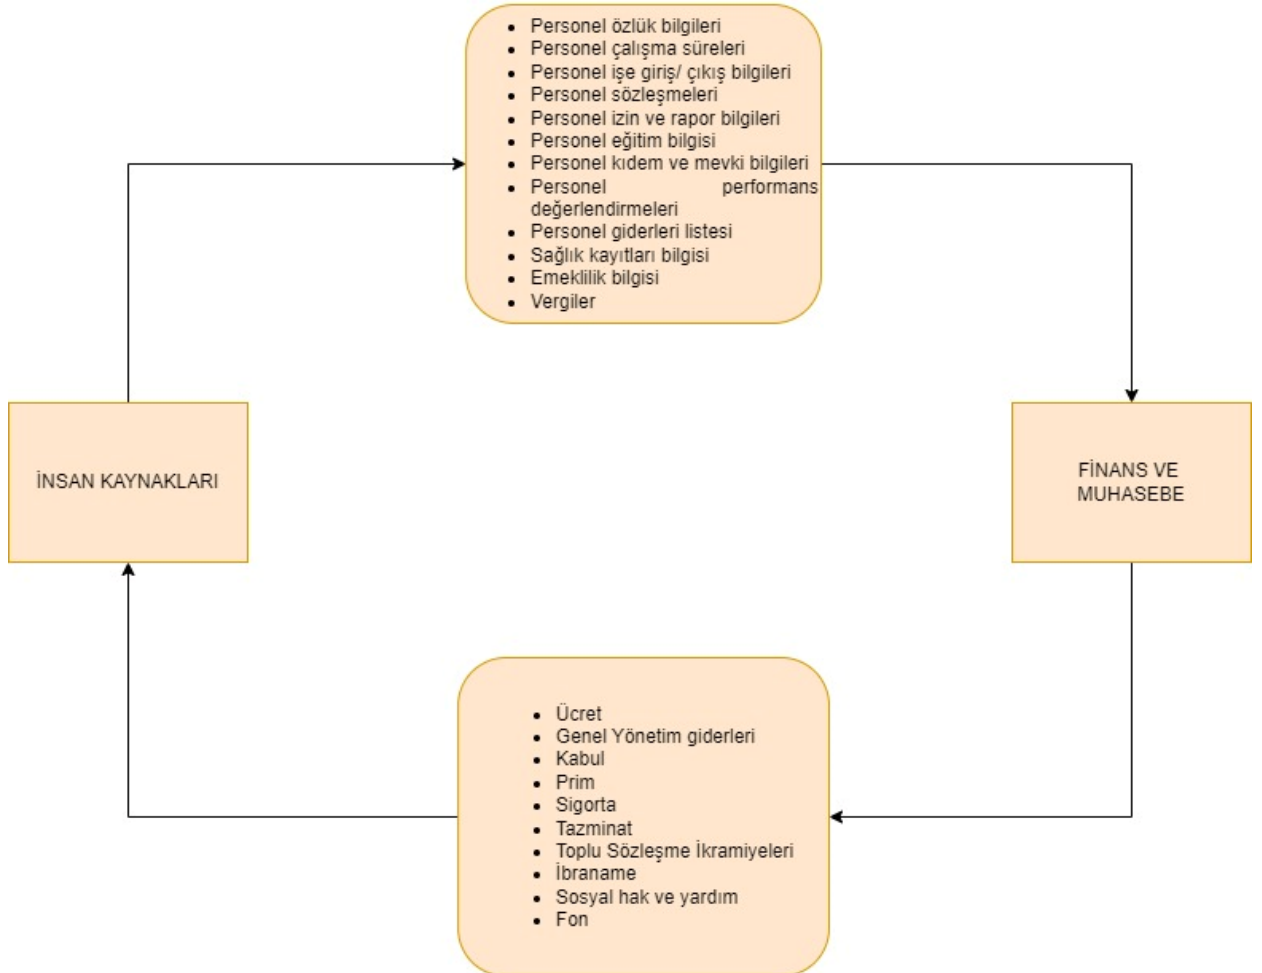 Personel özlük bilgileri
Personel çalışma süreleri
Personel işe giriş/ çıkış bilgileri
Personel sözleşmeleri
Personel izin ve rapor bilgileri
Personel eğitim bilgisi
Personel kıdem ve mevki bilgileri
Personel performans
değerlendirmeleri
Personel giderleri listesi
Sağlık kayıtları bilgisi
Emeklilik bilgisi
Vergiler
İNSAN KAYNAKLARI
FİNANS VE
MUHASEBE
Ücret
Genel Yönetim giderleri
Kabul
Prim
Sigorta
Tazminat
Toplu Sözleşme İkramiyeleri
İbraname
Sosyal hak ve yardım
Fon